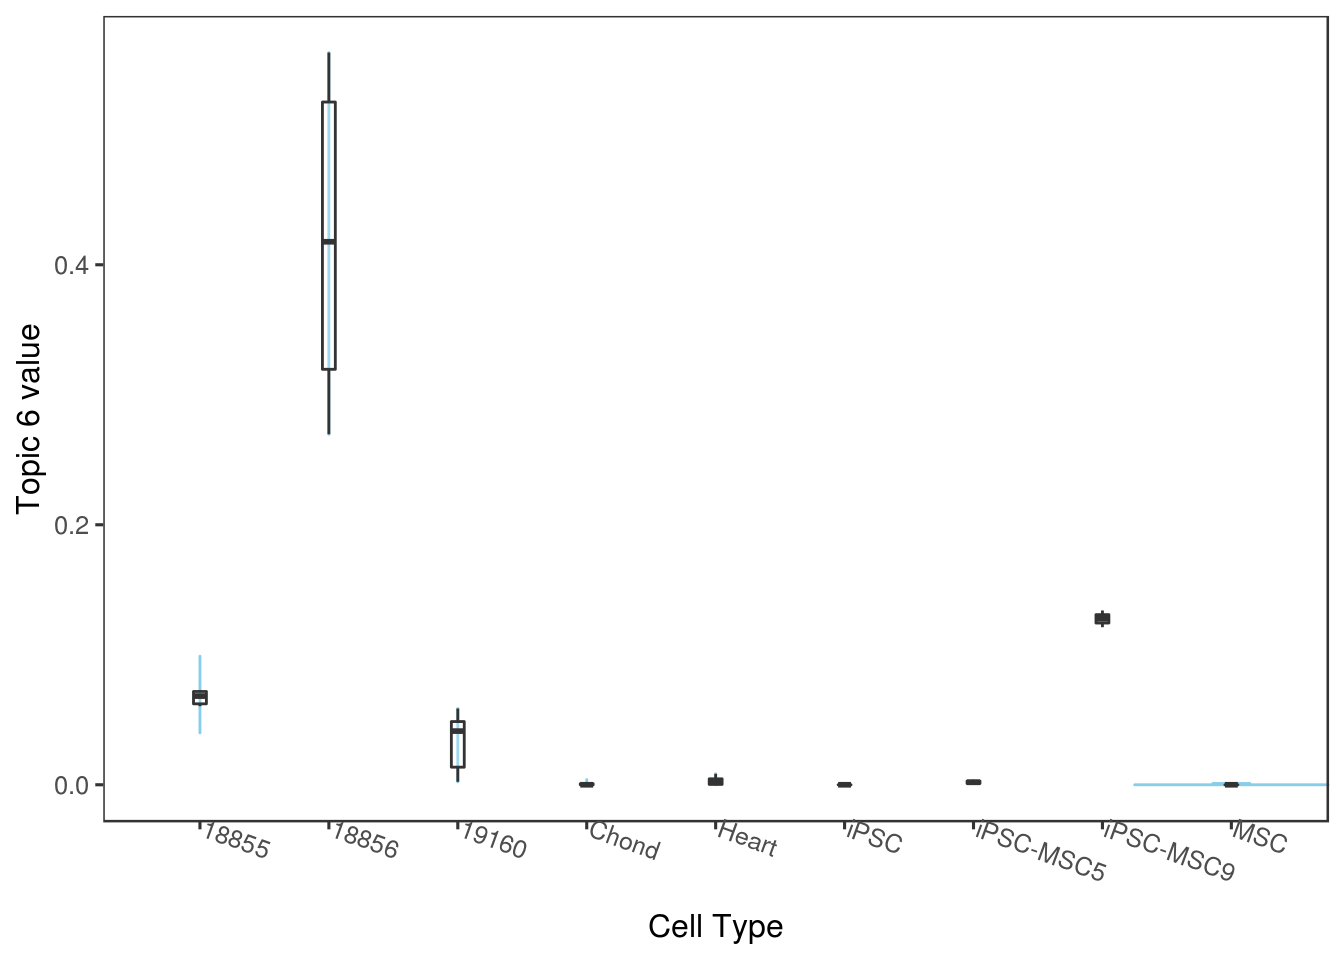 Topic 6 value
0.4
0.2
0.0
18855
18856
19160
Chond
Heart
iPSC
iPSC-MSC5
iPSC-MSC9
MSC
Cell Type